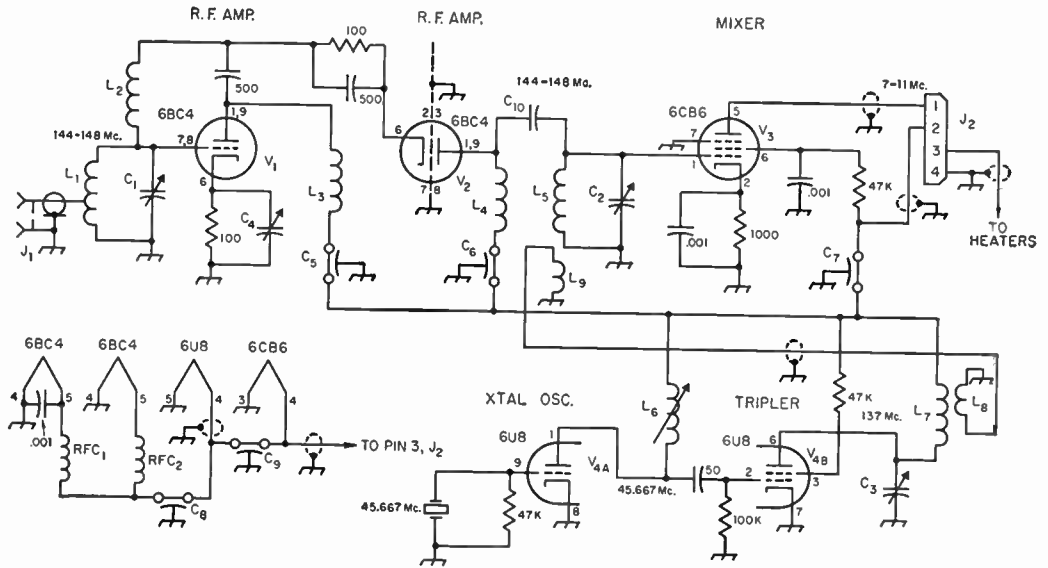 R.F. AMP.
R.F. AMP.
MIXER
100
500
500
L2
6BC4
1,9
144-148 Mc.
7,8
V1
6
L1
C1
C4
100
J1
L3
C5
2 3
6
6BC4
1,9
7 8
V2
144-148 Mc.
C10
L4
L5
C2
C6
L9
6CB6
5
7
1
V3
6
2
.001
1000
.001
47K
C7
7-11 Mc.
1
2
3
4
J2
TO
HEATERS
6BC4
6BC4
6U8
6CB6
4
5
4
5
5
4
3
4
.001
RFC1
RFC2
C8
C9
TO PIN 3, J2
XTAL OSC.
6U8
1
9
V4A
8
45.667 Mc.
47K
L6
45.667 Mc.
50
100K
TRIPLER
6U8
6
V4B
2
3
7
47K
137 Mc.
L7
L8
C3